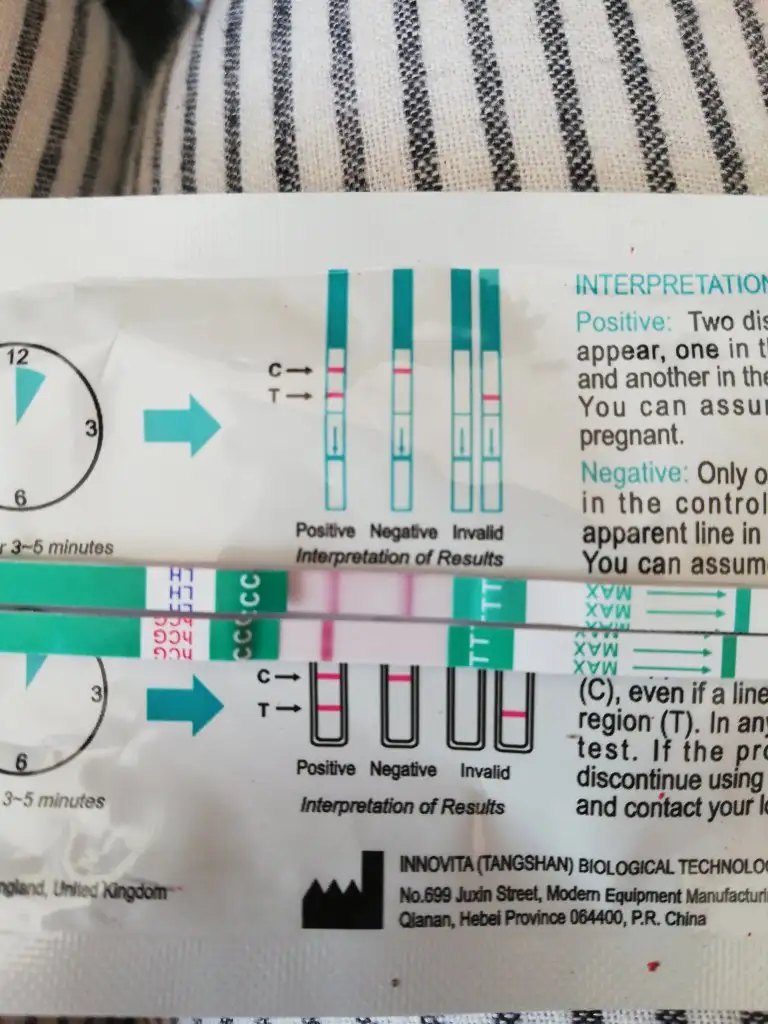 12
3
6
r 3~5 minutes
C→
T→
Positive Negative Invalid
Interpretation of Results
INTERPRETATION
Positive: Two dis
appear, one in th
and another in the
You can assum
pregnant.
Negative: Only o
in the control
apparent line in
You can assum
LH
LH
CC
TT
MAX
MAX
HCG
HCG
CCC
TT
MAX
MAX
3
6
3~5 minutes
C→
T→
Positive Negative Invalid
Interpretation of Results
(C), even if a line
region (T). In any
test. If the pro
discontinue using
and contact your lo
ngland, United Kingdom
INNOVITA (TANGSHAN) BIOLOGICAL TECHNOLO
No.699 Juxin Street, Modern Equipment Manufacturi
Qianan, Hebei Province 064400, P.R. China